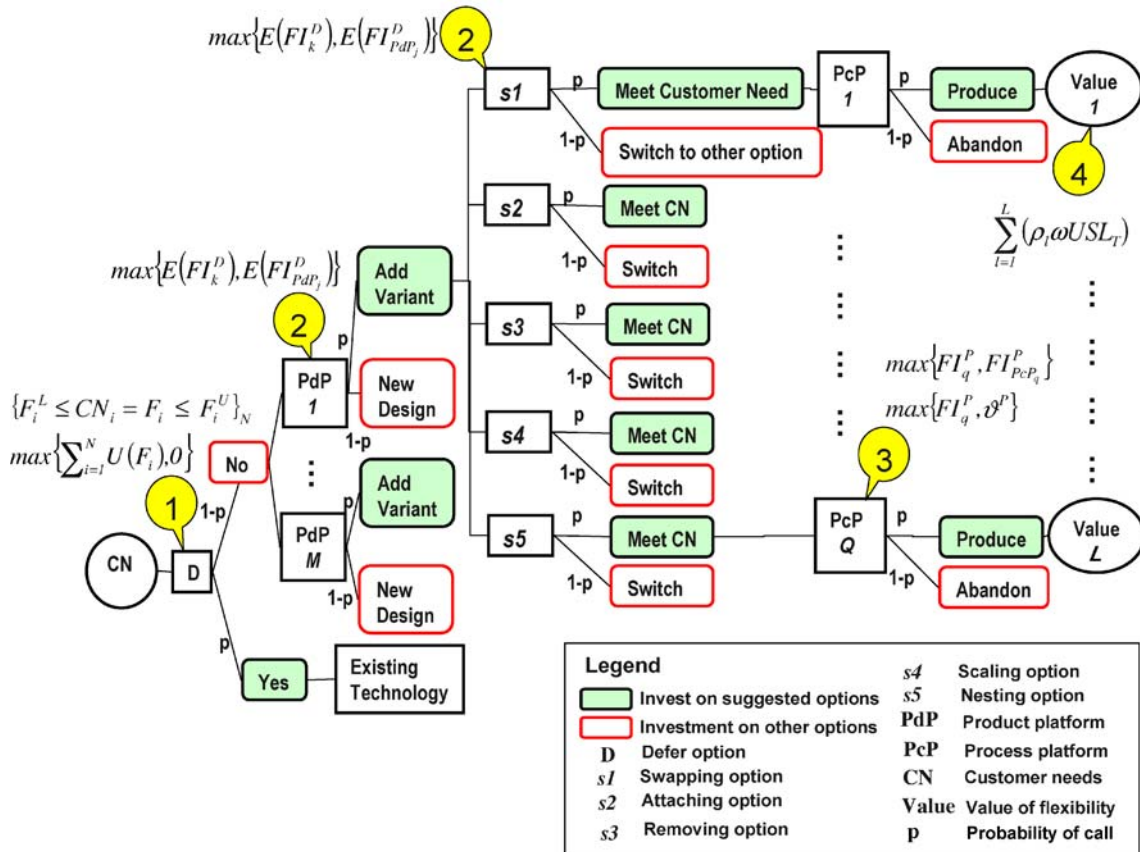 max{E(FI_k^D), E(FI_{PdP_j}^D)}
2
s1
p
Meet Customer Need
PcP
1
p
Produce
Value
1
1-p
Switch to other option
1-p
Abandon
4
s2
p
Meet CN
1-p
Switch
∑_{l=1}^{L}(ρ_l ω USL_T)
max{E(FI_k^D), E(FI_{PdP_j}^D)}
2
p
Add
Variant
PdP
1
1-p
New
Design
s3
p
Meet CN
1-p
Switch
max{FI_q^P, FI_{PcP_q}^P}
max{FI_q^P, ϑ^P}
{F_i^L ≤ CN_i = F_i ≤ F_i^U}_N
max{∑_{i=1}^{N} U(F_i), 0}
1
No
1-p
s4
p
Meet CN
1-p
Switch
3
p
Add
Variant
PdP
M
1-p
New
Design
s5
p
Meet CN
1-p
Switch
PcP
Q
p
Produce
Value
L
1-p
Abandon
CN
D
p
Yes
Existing
Technology
Legend
Invest on suggested options
Investment on other options
D Defer option
s1 Swapping option
s2 Attaching option
s3 Removing option
s4 Scaling option
s5 Nesting option
PdP Product platform
PcP Process platform
CN Customer needs
Value Value of flexibility
p Probability of call